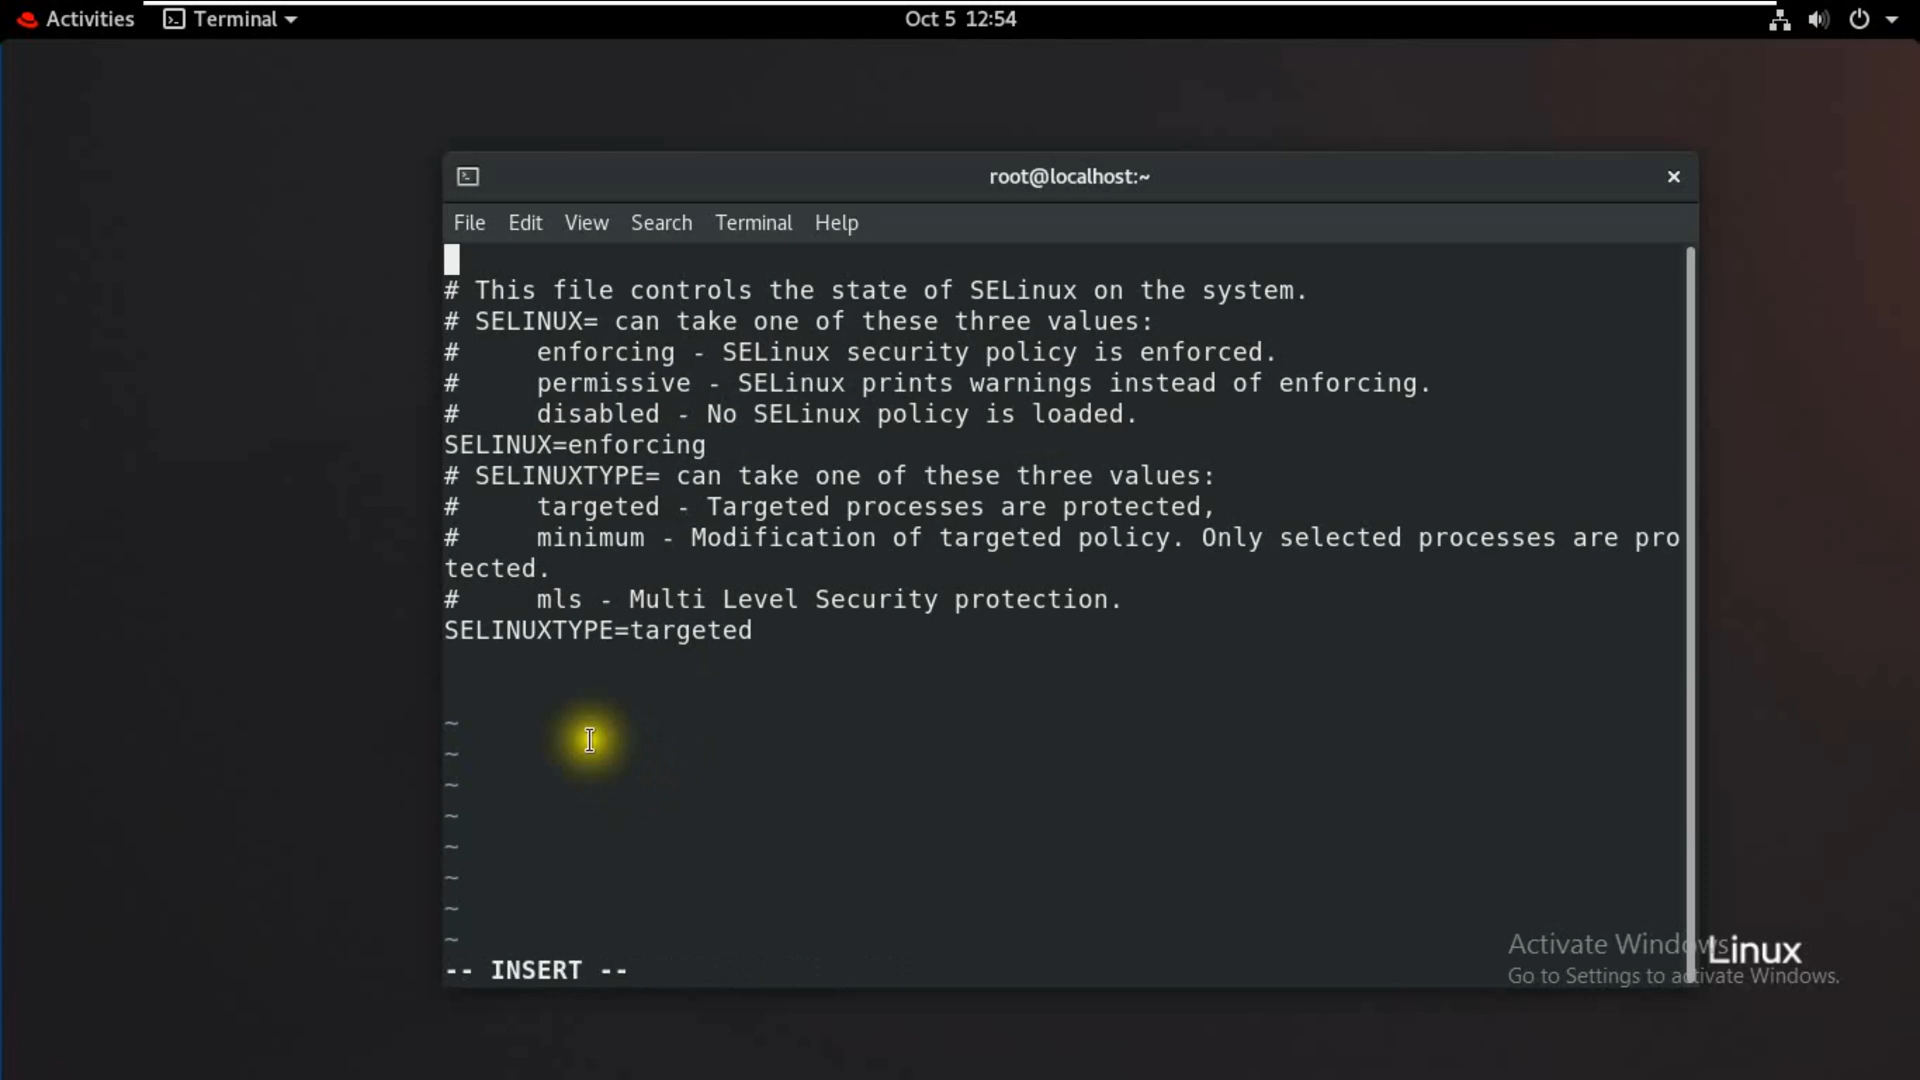 Activities Terminal Oct 5 12:54
root@localhost:~
File Edit View Search Terminal Help
# This file controls the state of SELinux on the system.
# SELINUX= can take one of these three values:
#     enforcing - SELinux security policy is enforced.
#     permissive - SELinux prints warnings instead of enforcing.
#     disabled - No SELinux policy is loaded.
SELINUX=enforcing
# SELINUXTYPE= can take one of these three values:
#     targeted - Targeted processes are protected,
#     minimum - Modification of targeted policy. Only selected processes are pro
tected.
#     mls - Multi Level Security protection.
SELINUXTYPE=targeted
~
~
~
~
~
~
~
~
-- INSERT --
Activate Windows
Linux
Go to Settings to activate Windows.